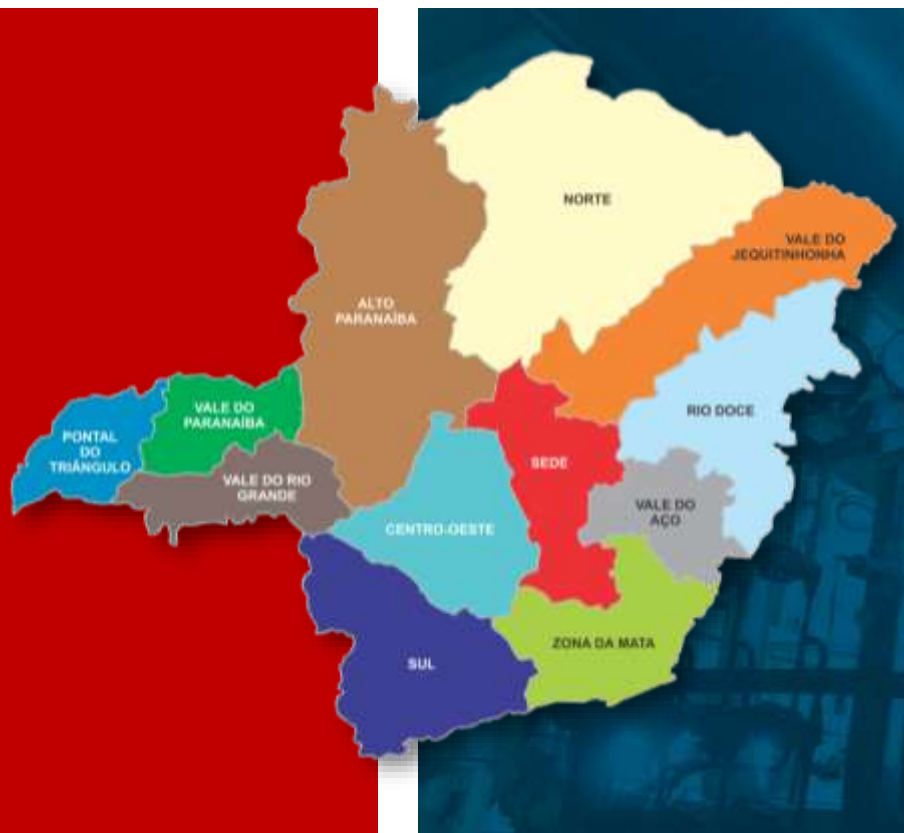 NORTE
VALE DO
JEQUITINHONHA
ALTO
PARANAÍBA
VALE DO
PARANAÍBA
RIO DOCE
PONTAL
DO
TRIÂNGULO
SEDE
VALE DO RIO
GRANDE
VALE DO
AÇO
CENTRO-OESTE
ZONA DA MATA
SUL